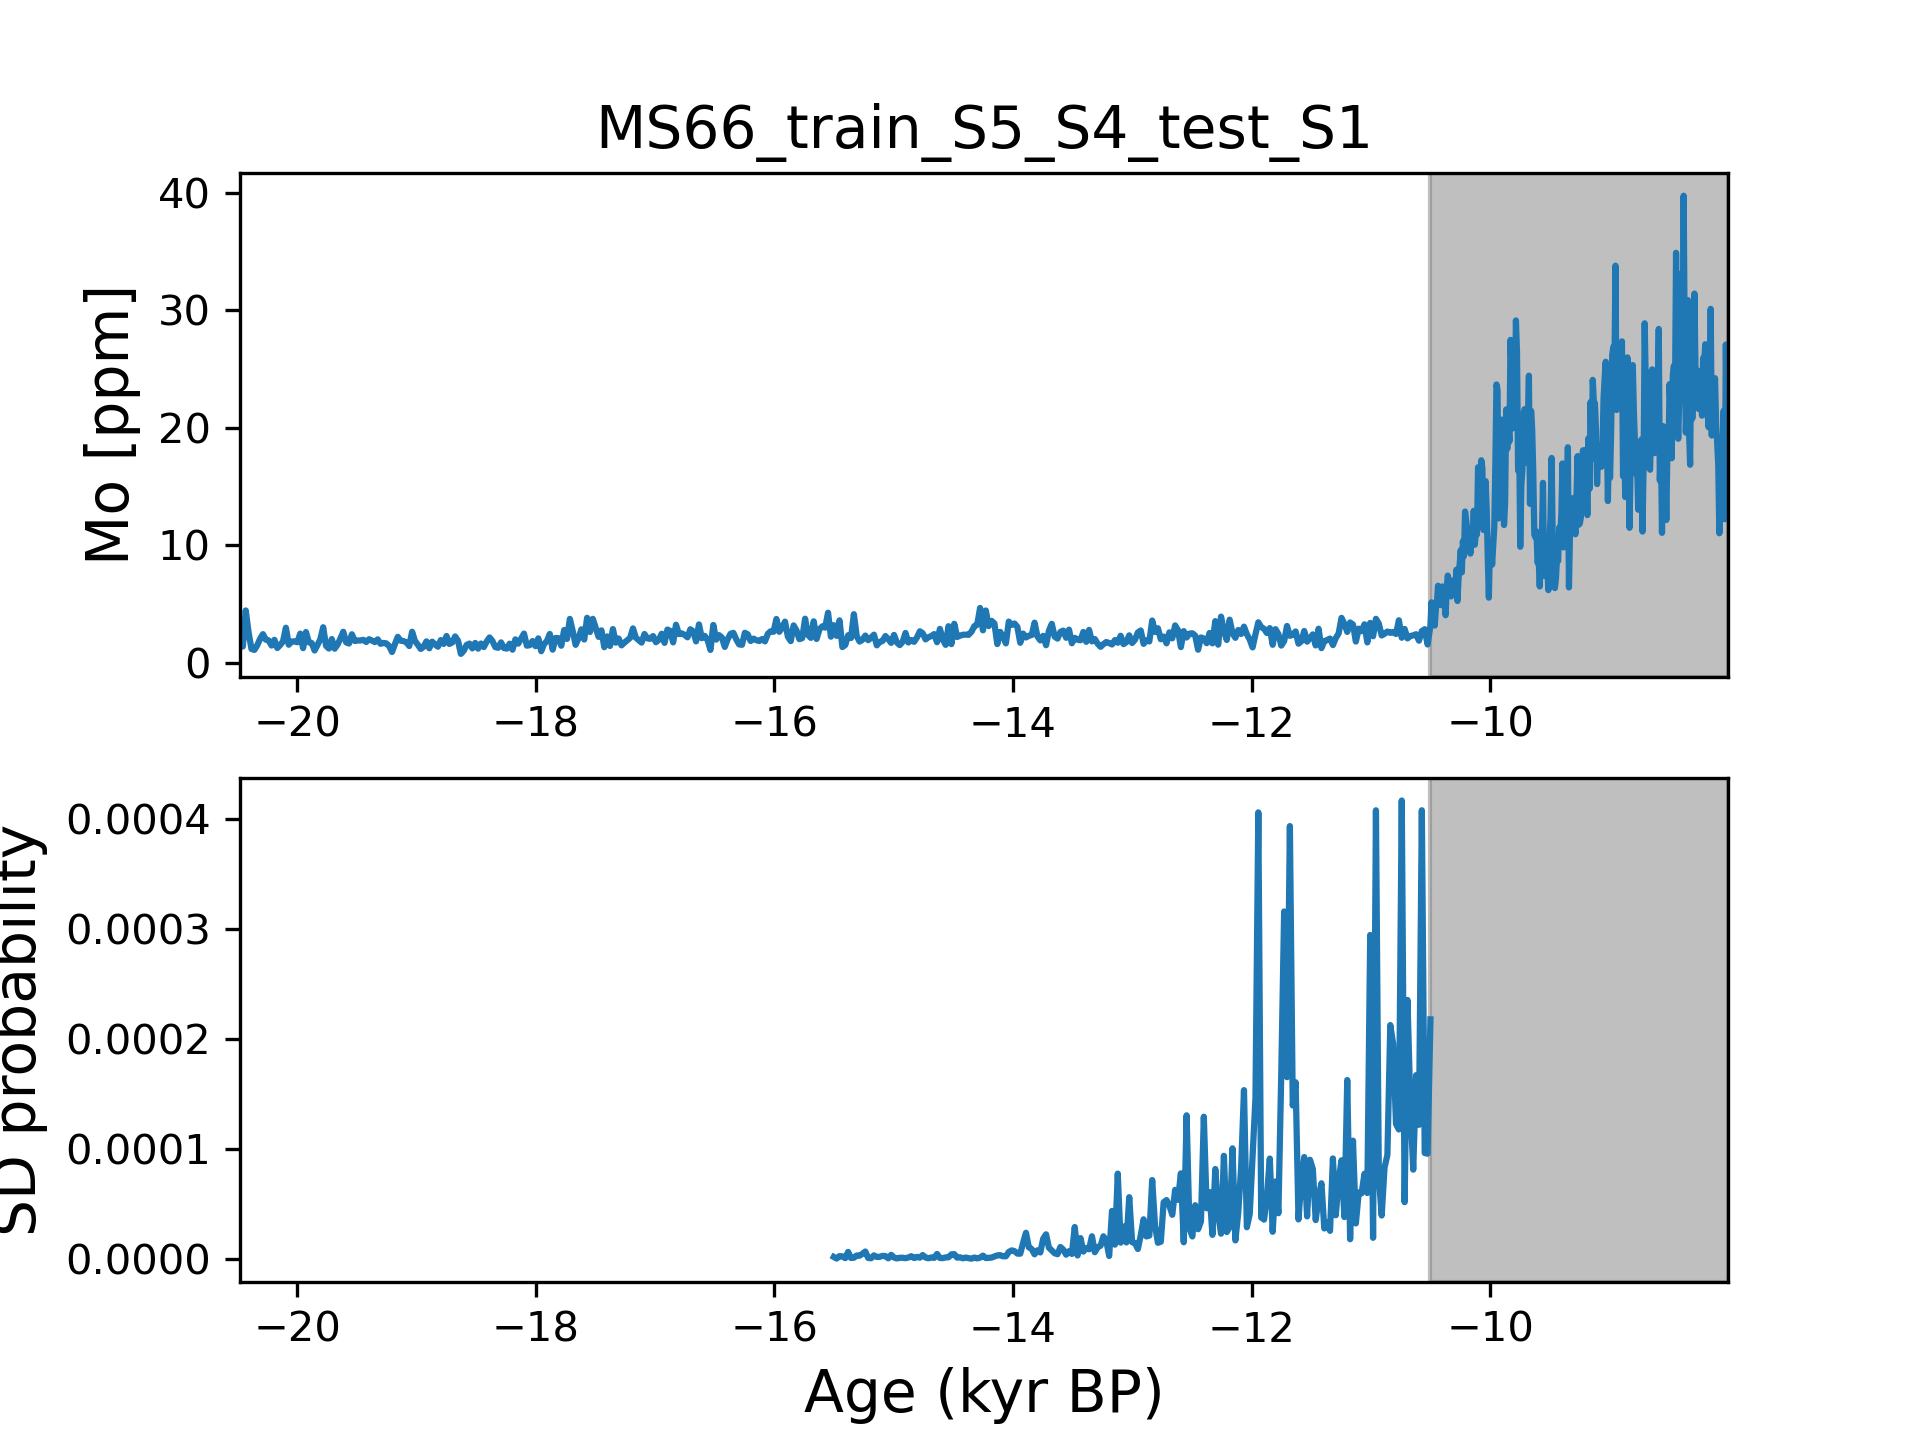 MS66_train_S5_S4_test_S1
Mo [ppm]
40
30
20
10
0
−20 −18 −16 −14 −12 −10
SD probability
0.0004
0.0003
0.0002
0.0001
0.0000
−20 −18 −16 −14 −12 −10
Age (kyr BP)